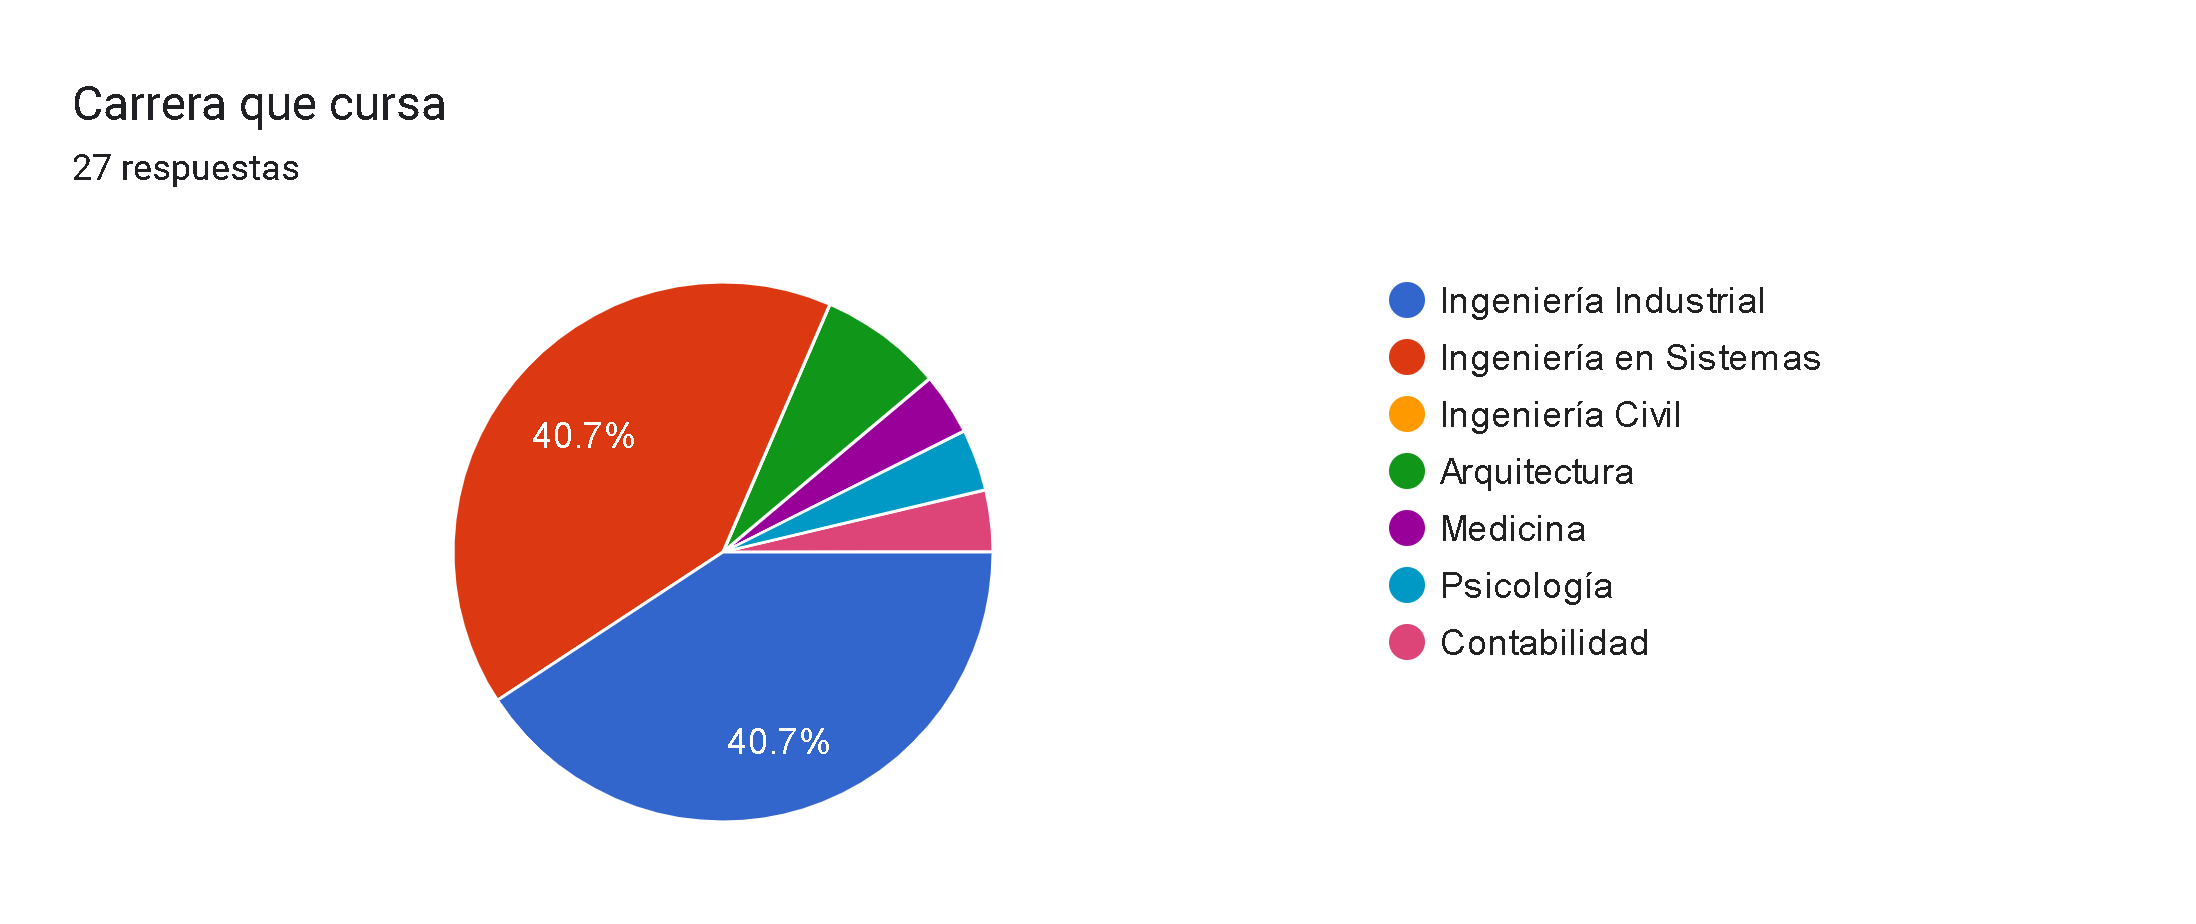 Carrera que cursa
27 respuestas
40.7%
40.7%
Ingeniería Industrial
Ingeniería en Sistemas
Ingeniería Civil
Arquitectura
Medicina
Psicología
Contabilidad